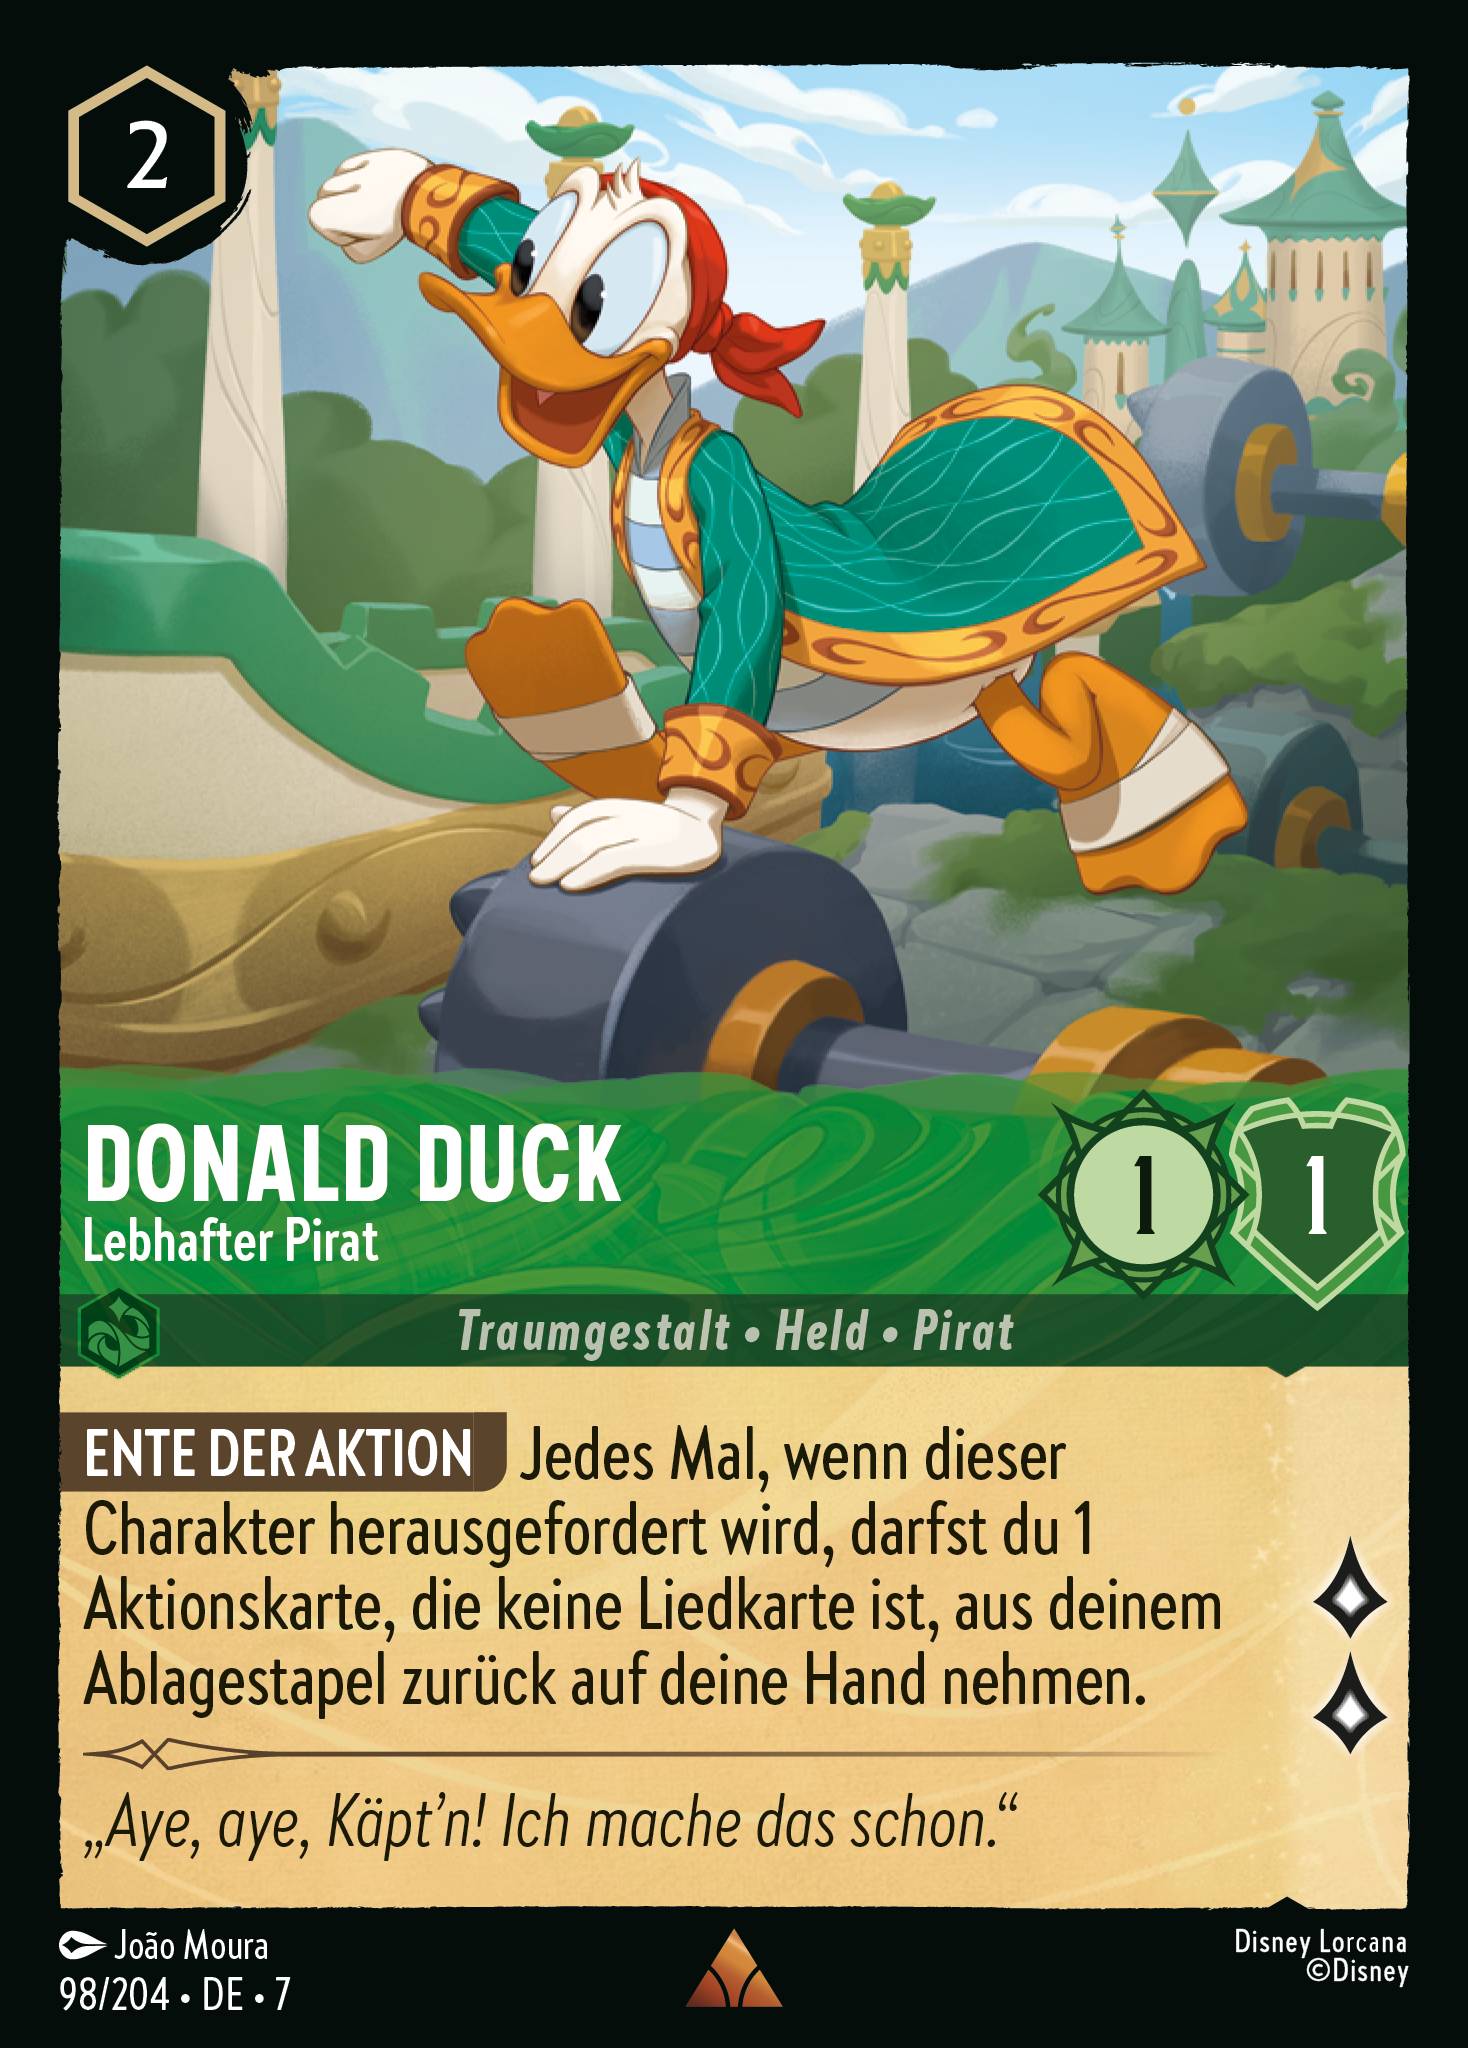 2
DONALD DUCK
Lebhafter Pirat
1 1
Traumgestalt • Held • Pirat
ENTE DER AKTION Jedes Mal, wenn dieser
Charakter herausgefordert wird, darfst du 1
Aktionskarte, die keine Liedkarte ist, aus deinem
Ablagestapel zurück auf deine Hand nehmen.
„Aye, aye, Käpt’n! Ich mache das schon.“
João Moura
98/204 • DE • 7
Disney Lorcana
©Disney